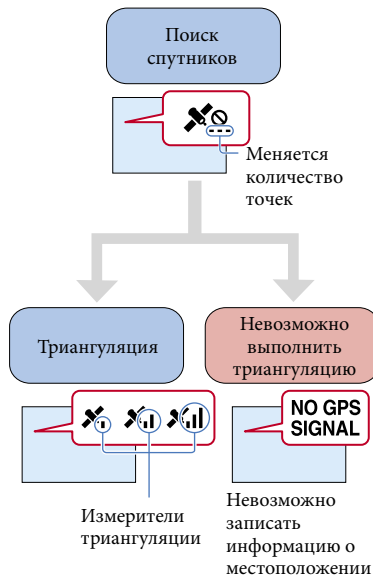 Поиск
спутников
Меняется
количество
точек
Триангуляция
Невозможно
выполнить
триангуляцию
NO GPS
SIGNAL
Измерители
триангуляции
Невозможно
записать
информацию о
местоположении